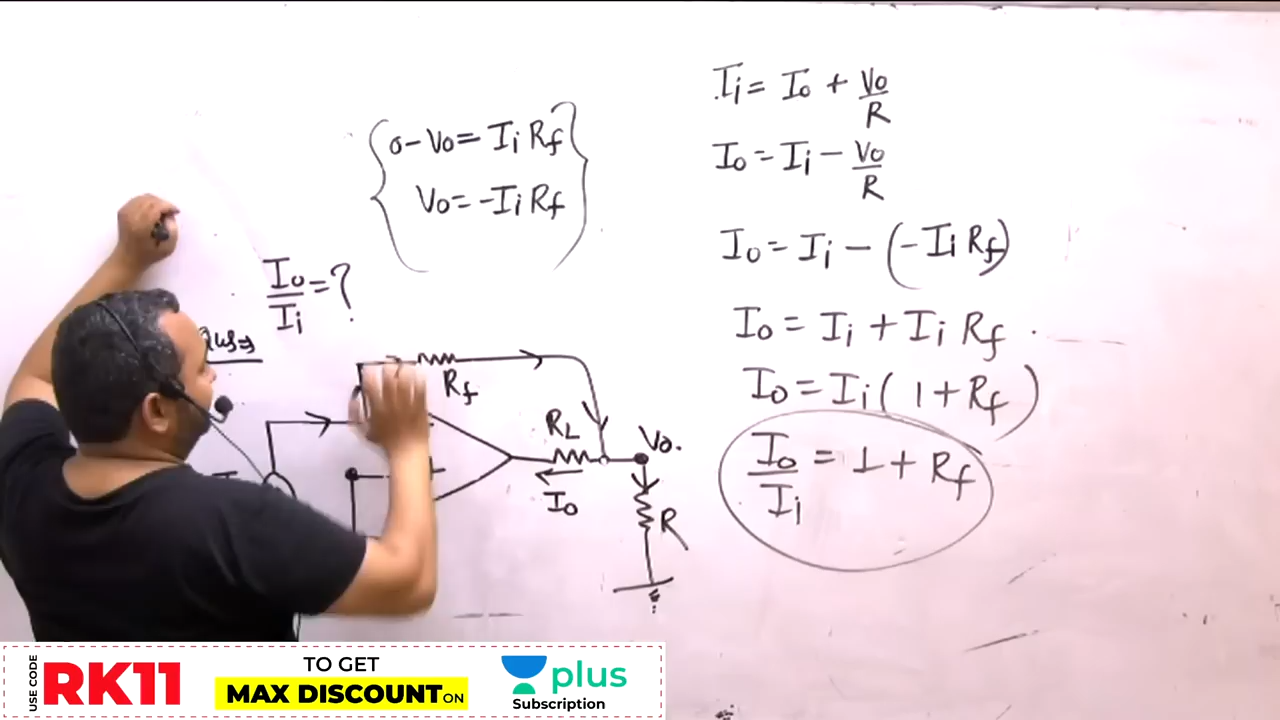 0-Vo= Ii Rf
Vo= -Ii Rf
Io/Ii = ?
Ques⇒
Rf
RL
Vo.
Io
R
Ii = Io + Vo/R
Io = Ii - Vo/R
Io = Ii - (-Ii Rf)
Io = Ii + Ii Rf
Io = Ii ( 1 + Rf )
Io/Ii = 1 + Rf
USE CODE
RK11
TO GET
MAX DISCOUNT ON
plus
Subscription